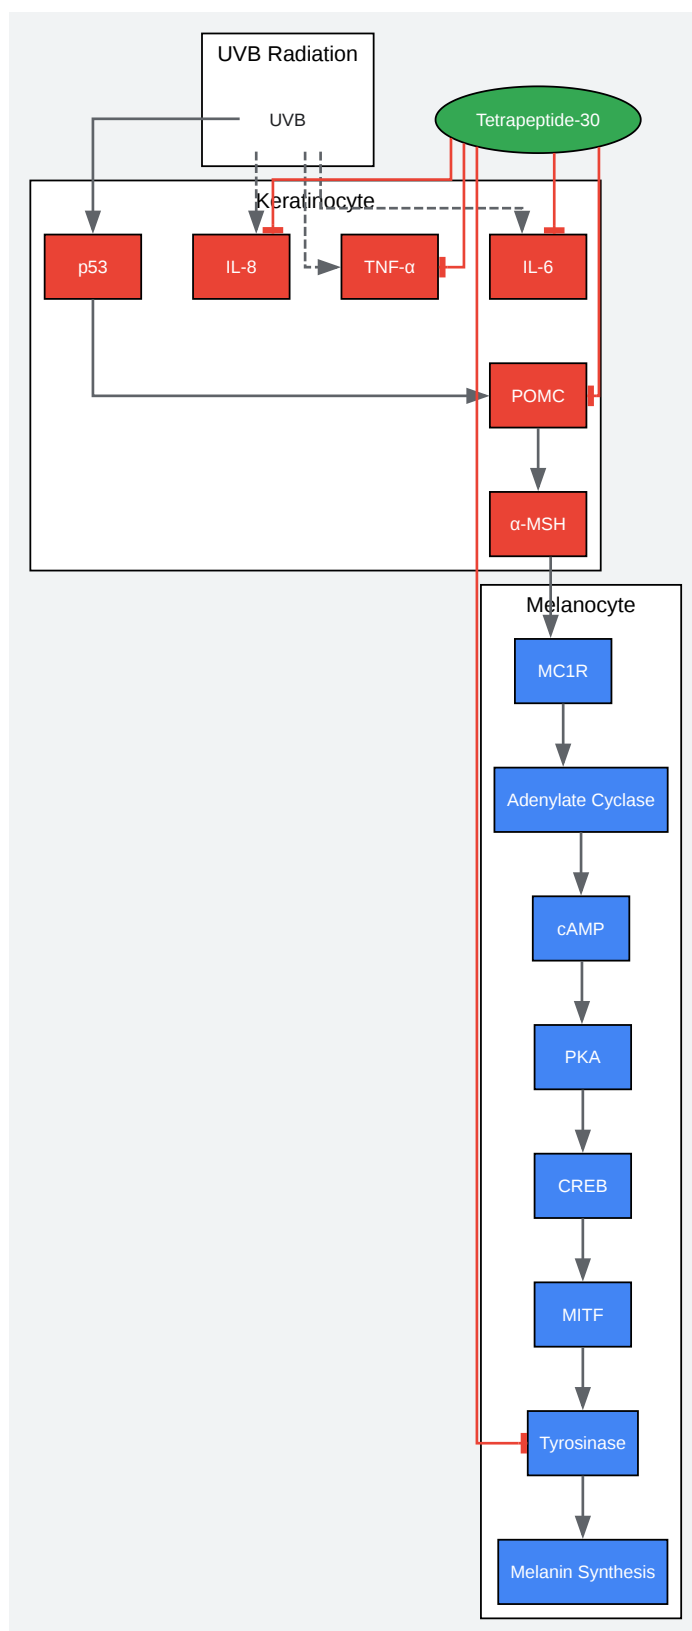 UVB Radiation
UVB
Tetrapeptide-30
Keratinocyte
p53
IL-8
TNF-α
IL-6
POMC
α-MSH
Melanocyte
MC1R
Adenylate Cyclase
cAMP
PKA
CREB
MITF
Tyrosinase
Melanin Synthesis